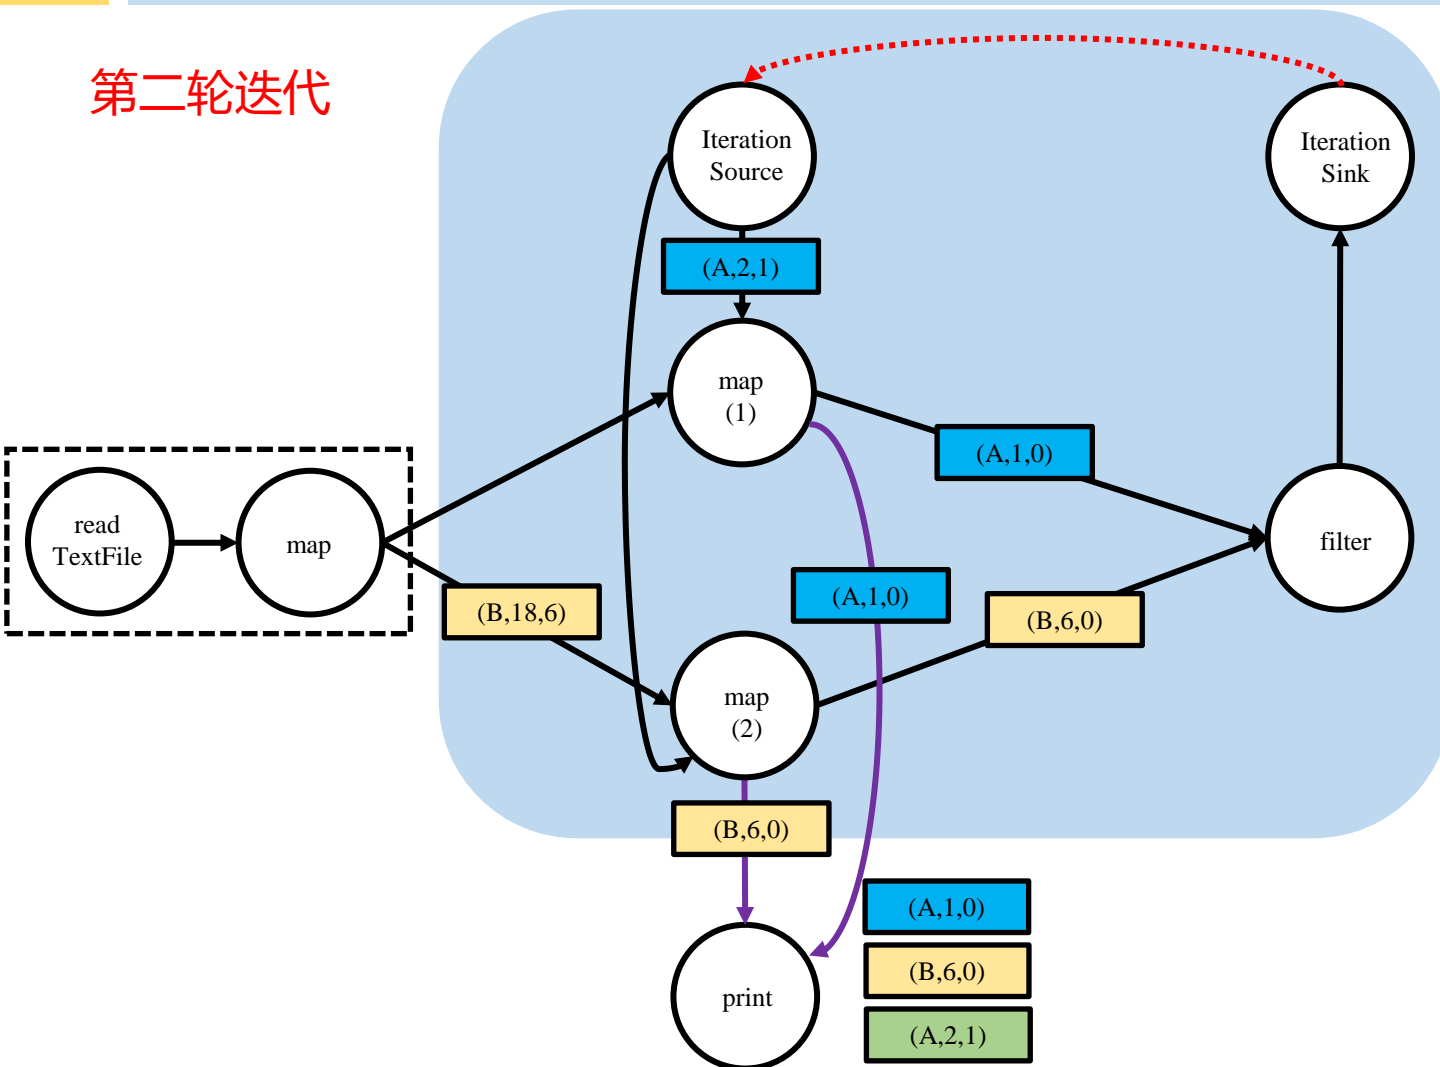 第二轮迭代
Iteration
Source
Iteration
Sink
(A,2,1)
map
(1)
(A,1,0)
read
TextFile
map
filter
(B,18,6)
(A,1,0)
(B,6,0)
map
(2)
(B,6,0)
(A,1,0)
(B,6,0)
print
(A,2,1)